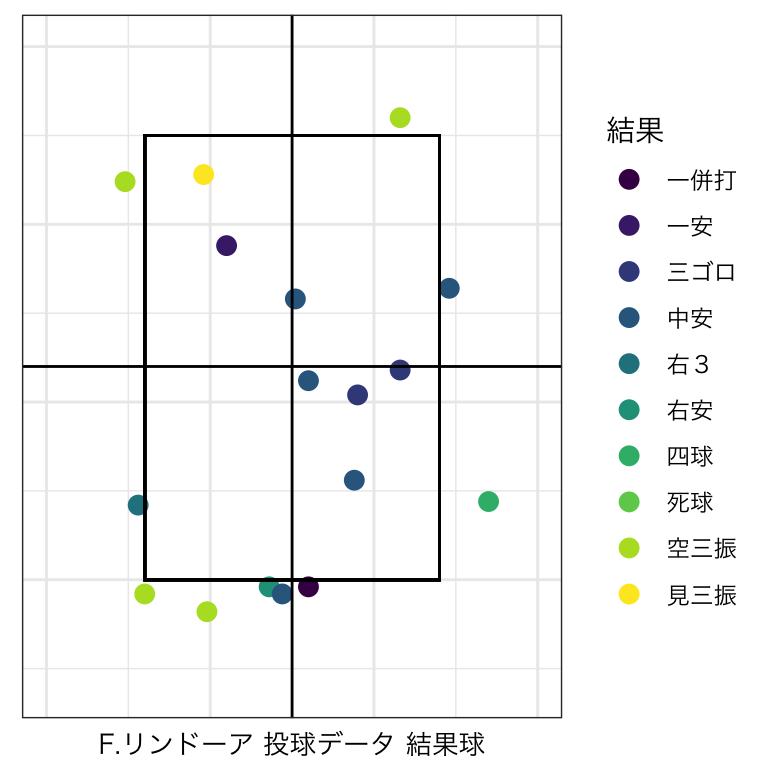 結果
一併打
一安
三ゴロ
中安
右３
右安
四球
死球
空三振
見三振
F.リンドーア 投球データ 結果球